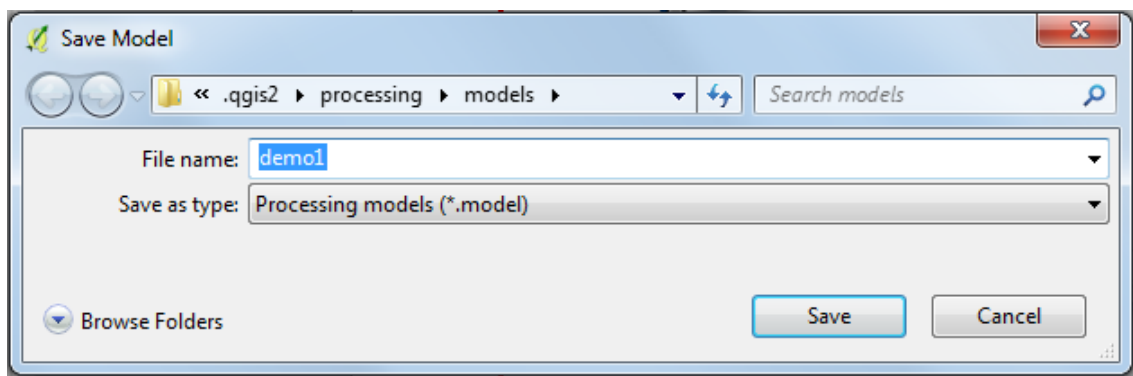 Save Model
« .qgis2 ▸ processing ▸ models ▸ Search models
File name: demo1
Save as type: Processing models (*.model)
Browse Folders Save Cancel